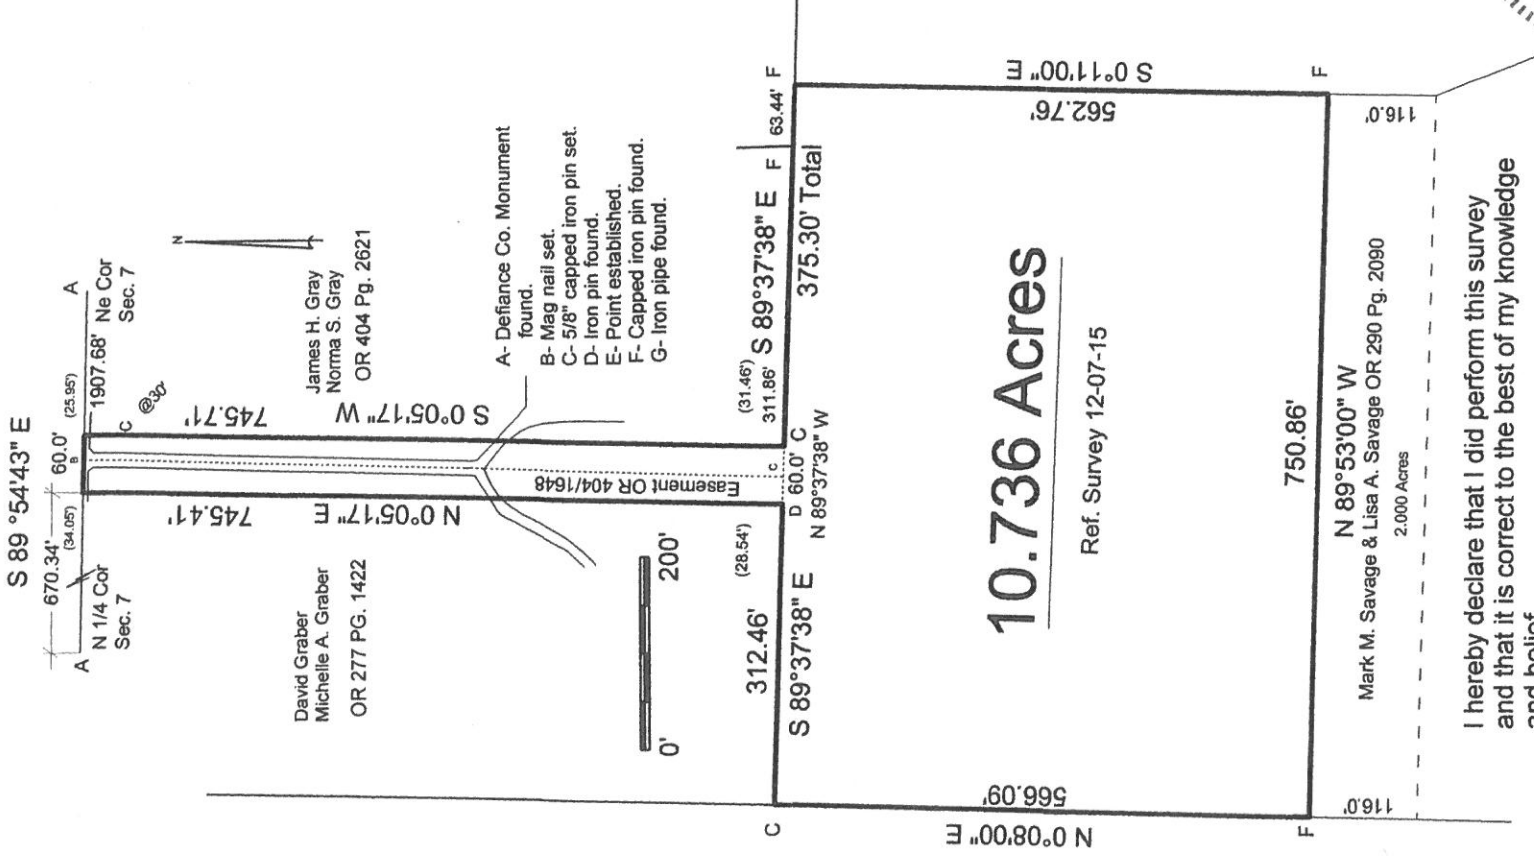 S 89 °54'43" E
670.34'
60.0'
(34.05')
(25.95')
B
A
A
N 1/4 Cor
Sec. 7
1907.68'
Ne Cor
Sec. 7
C
@30'
N
David Graber
Michelle A. Graber
OR 277 PG. 1422
James H. Gray
Norma S. Gray
OR 404 Pg. 2621
745.41'
N 0°05'17" E
745.71'
S 0°05'17" W
Easement OR 404/1648
A- Defiance Co. Monument
found.
B- Mag nail set.
C- 5/8" capped iron pin set.
D- Iron pin found.
E- Point established.
F- Capped iron pin found.
G- Iron pipe found.
0'
200'
(28.54')
312.46'
S 89°37'38" E
C
D
60.0'
C
C
N 89°37'38" W
(31.46')
311.86'
S 89°37'38" E
F
63.44'
F
375.30' Total
566.09'
N 0°08'00" E
562.76'
S 0°11'00" E
10.736 Acres
Ref. Survey 12-07-15
750.86'
F
F
N 89°53'00" W
Mark M. Savage & Lisa A. Savage OR 290 Pg. 2090
2.000 Acres
116.0'
116.0'
I hereby declare that I did perform this survey
and that it is correct to the best of my knowledge
and belief